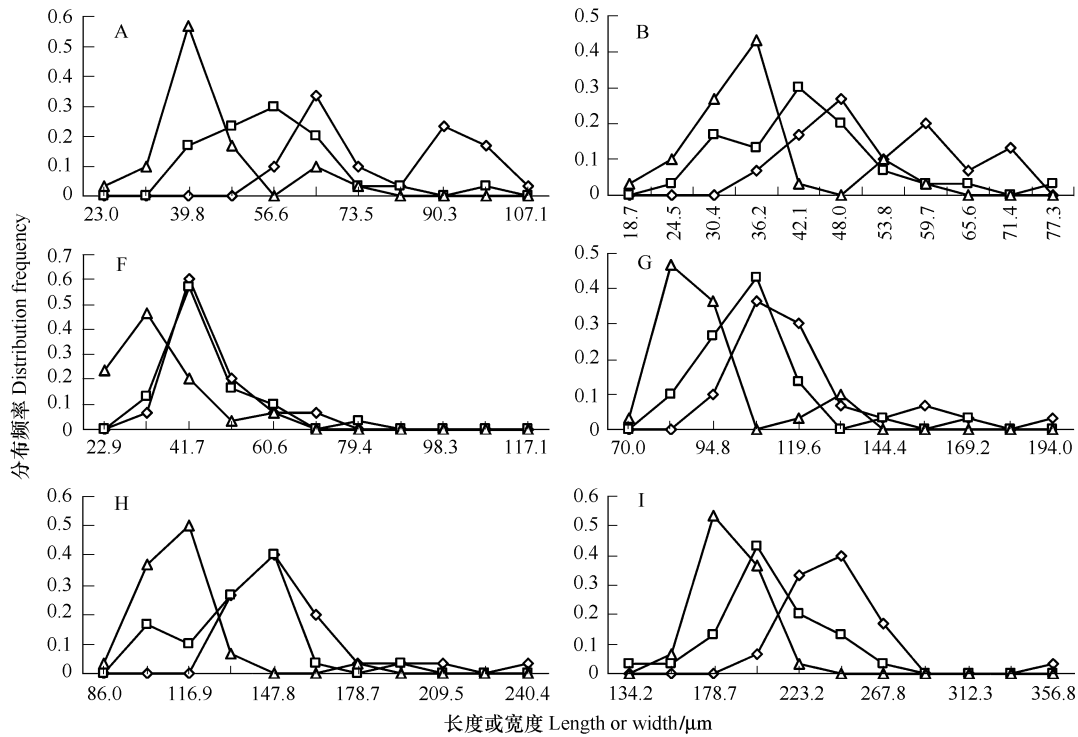 A
0.6
0.5
0.4
0.3
0.2
0.1
0
23.0 39.8 56.6 73.5 90.3 107.1
B
0.5
0.4
0.3
0.2
0.1
0
18.7 24.5 30.4 36.2 42.1 48.0 53.8 59.7 65.6 71.4 77.3
分布频率 Distribution frequency
F
0.7
0.6
0.5
0.4
0.3
0.2
0.1
0
22.9 41.7 60.6 79.4 98.3 117.1
G
0.5
0.4
0.3
0.2
0.1
0
70.0 94.8 119.6 144.4 169.2 194.0
H
0.6
0.5
0.4
0.3
0.2
0.1
0
86.0 116.9 147.8 178.7 209.5 240.4
I
0.6
0.5
0.4
0.3
0.2
0.1
0
134.2 178.7 223.2 267.8 312.3 356.8
长度或宽度 Length or width/μm